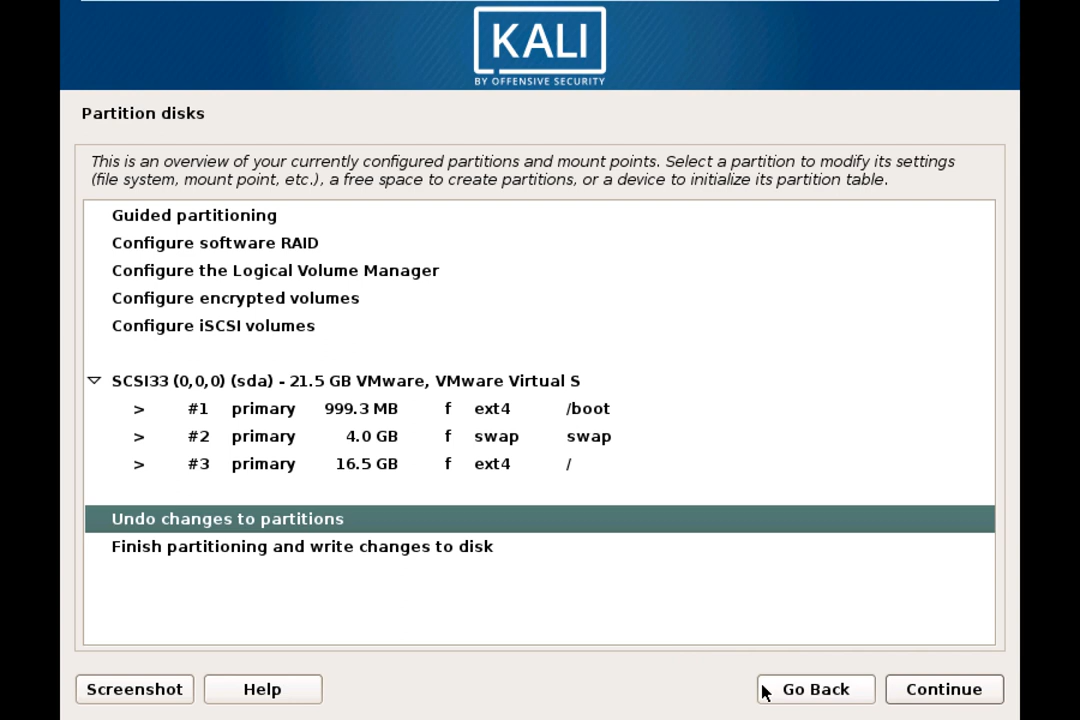 KALI
BY OFFENSIVE SECURITY
Partition disks
This is an overview of your currently configured partitions and mount points. Select a partition to modify its settings
(file system, mount point, etc.), a free space to create partitions, or a device to initialize its partition table.
Guided partitioning
Configure software RAID
Configure the Logical Volume Manager
Configure encrypted volumes
Configure iSCSI volumes
SCSI33 (0,0,0) (sda) - 21.5 GB VMware, VMware Virtual S
> #1 primary 999.3 MB f ext4 /boot
> #2 primary 4.0 GB f swap swap
> #3 primary 16.5 GB f ext4 /
Undo changes to partitions
Finish partitioning and write changes to disk
Screenshot Help Go Back Continue